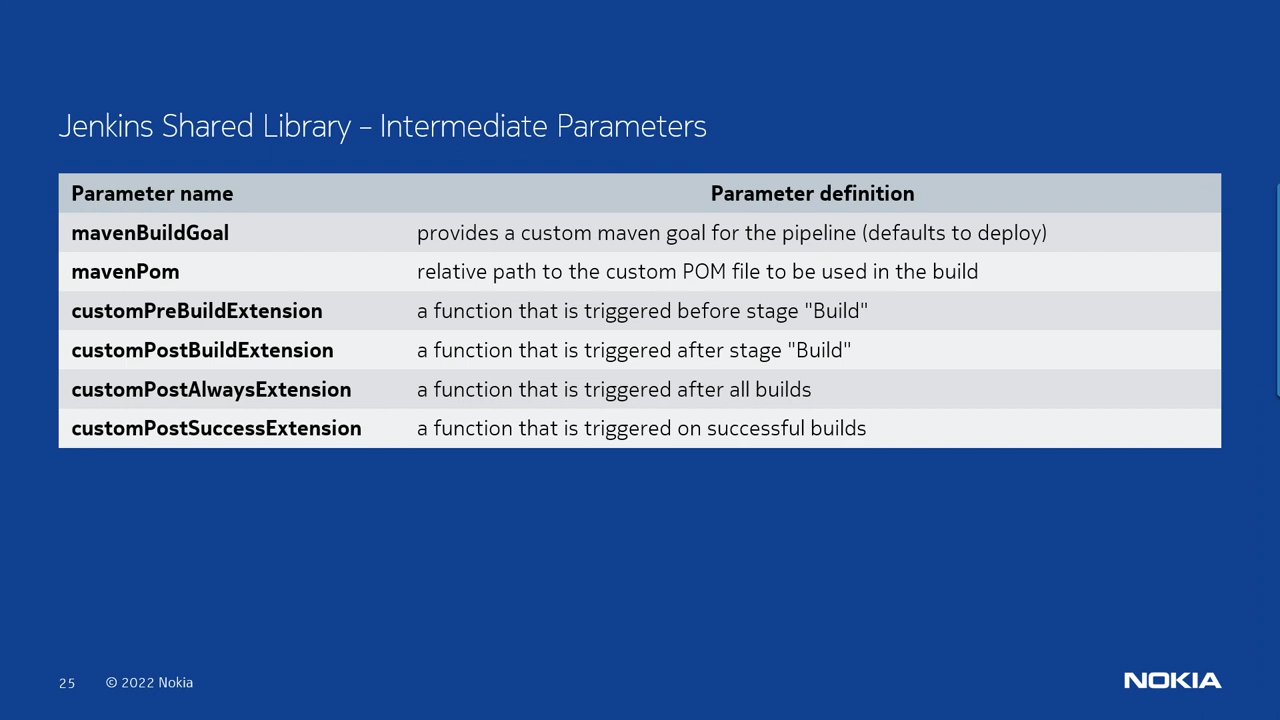 Jenkins Shared Library – Intermediate Parameters
Parameter name Parameter definition
mavenBuildGoal provides a custom maven goal for the pipeline (defaults to deploy)
mavenPom relative path to the custom POM file to be used in the build
customPreBuildExtension a function that is triggered before stage "Build"
customPostBuildExtension a function that is triggered after stage "Build"
customPostAlwaysExtension a function that is triggered after all builds
customPostSuccessExtension a function that is triggered on successful builds
25 © 2022 Nokia NOKIA